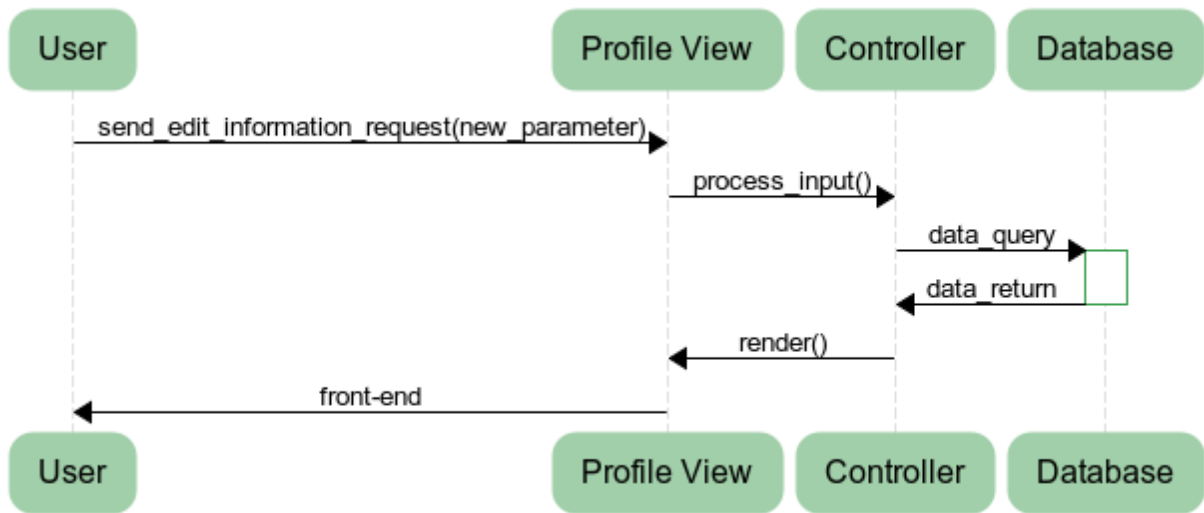 User
Profile View
Controller
Database
send_edit_information_request(new_parameter)
process_input()
data_query
data_return
render()
front-end
User
Profile View
Controller
Database